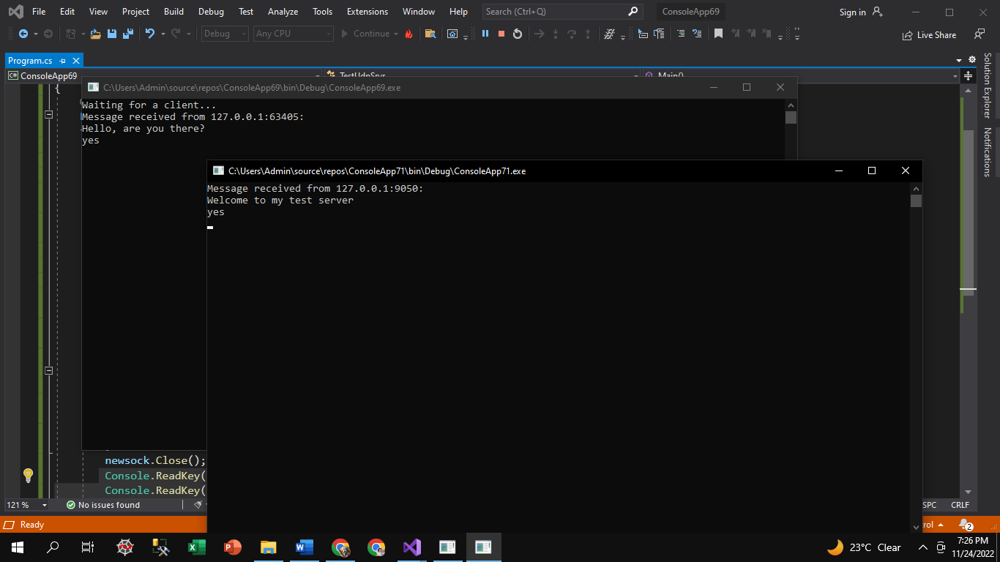 File Edit View Project Build Debug Test Analyze Tools Extensions Window Help Search (Ctrl+Q) ConsoleApp69 Sign in
Debug Any CPU Continue Live Share
Program.cs
C# ConsoleApp69 TestUdpSrvr Main()
{
C:\Users\Admin\source\repos\ConsoleApp69\bin\Debug\ConsoleApp69.exe
Waiting for a client...
Message received from 127.0.0.1:63405:
Hello, are you there?
yes
C:\Users\Admin\source\repos\ConsoleApp71\bin\Debug\ConsoleApp71.exe
Message received from 127.0.0.1:9050:
Welcome to my test server
yes
newsock.Close();
Console.ReadKey(
Console.ReadKey(
Solution Explorer
Notifications
121 % No issues found SPC CRLF
Ready rol 2
23°C Clear 7:26 PM
11/24/2022